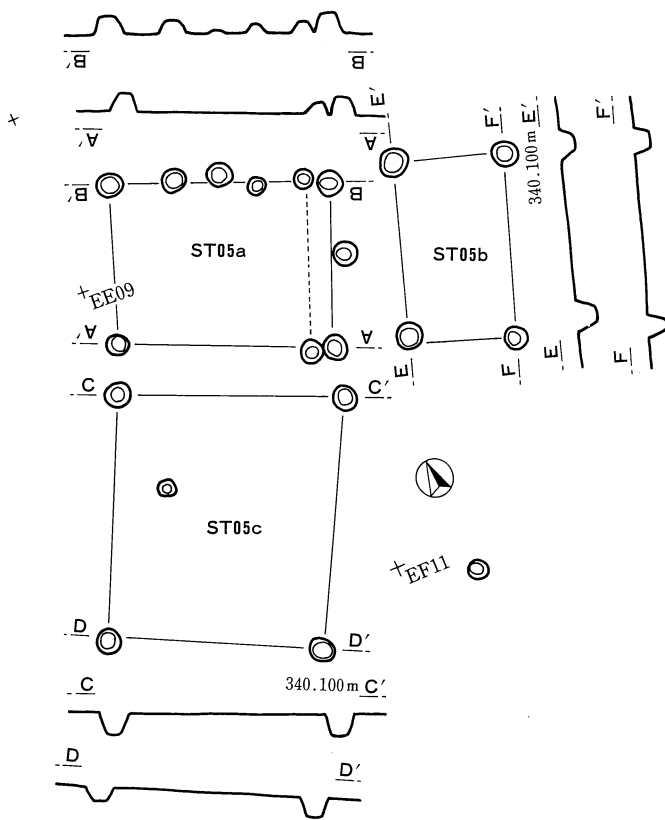 B′ B
A′ A
E′ F′ E′ F′
340.100m
B′ B
ST05a
ST05b
EE09
A′ A
E F E F
C C′
ST05c
EF11
D D′
C 340.100m C′
D D′